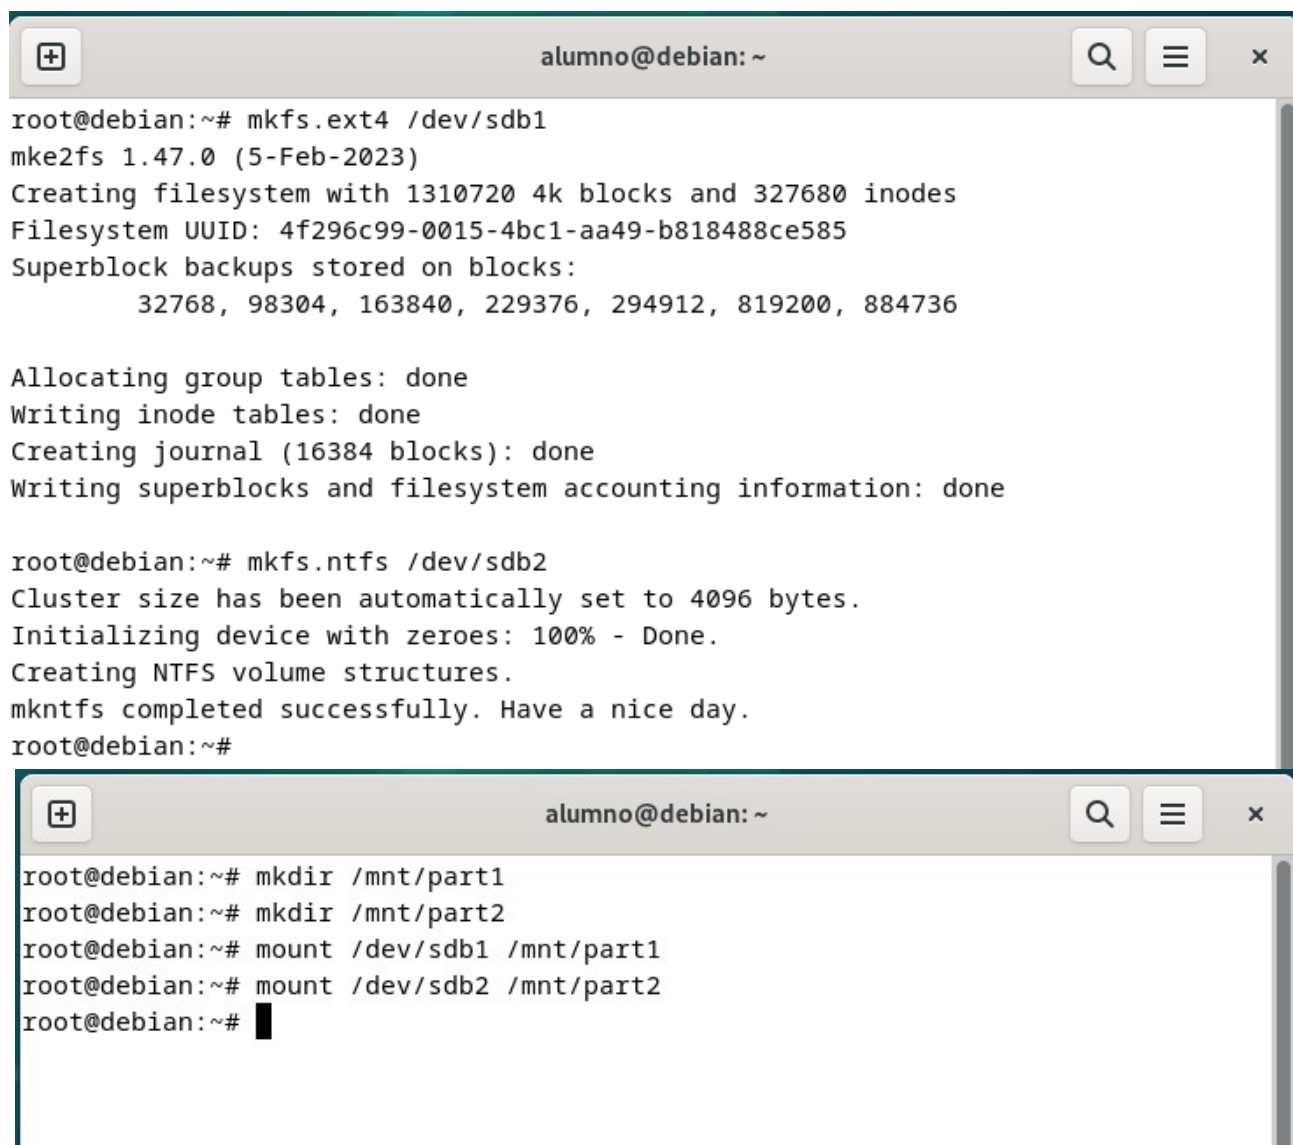 alumno@debian: ~
root@debian:~# mkfs.ext4 /dev/sdb1
mke2fs 1.47.0 (5-Feb-2023)
Creating filesystem with 1310720 4k blocks and 327680 inodes
Filesystem UUID: 4f296c99-0015-4bc1-aa49-b818488ce585
Superblock backups stored on blocks:
        32768, 98304, 163840, 229376, 294912, 819200, 884736

Allocating group tables: done
Writing inode tables: done
Creating journal (16384 blocks): done
Writing superblocks and filesystem accounting information: done

root@debian:~# mkfs.ntfs /dev/sdb2
Cluster size has been automatically set to 4096 bytes.
Initializing device with zeroes: 100% - Done.
Creating NTFS volume structures.
mkntfs completed successfully. Have a nice day.
root@debian:~#
alumno@debian: ~
root@debian:~# mkdir /mnt/part1
root@debian:~# mkdir /mnt/part2
root@debian:~# mount /dev/sdb1 /mnt/part1
root@debian:~# mount /dev/sdb2 /mnt/part2
root@debian:~#